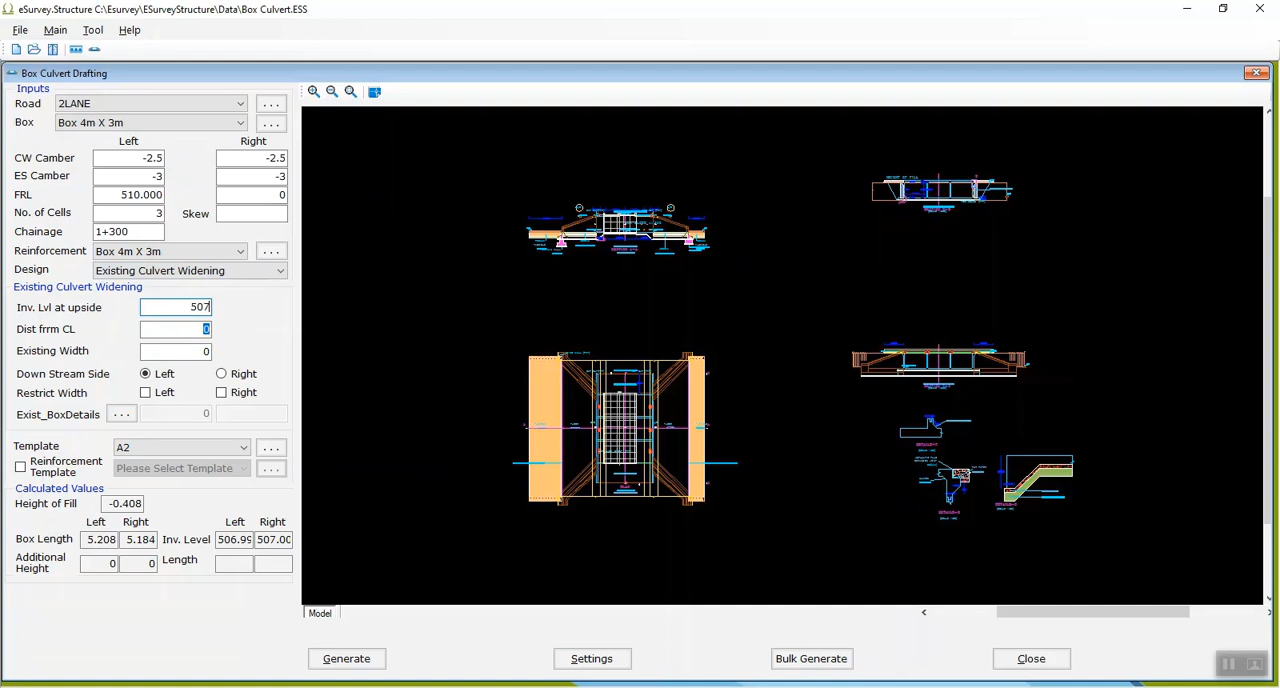 eSurvey.Structure C:\Esurvey\ESurveyStructure\Data\Box Culvert.ESS
File Main Tool Help
Box Culvert Drafting
Inputs
Road 2LANE ...
Box Box 4m X 3m ...
Left Right
CW Camber -2.5 -2.5
ES Camber -3 -3
FRL 510.000 0
No. of Cells 3 Skew
Chainage 1+300
Reinforcement Box 4m X 3m ...
Design Existing Culvert Widening
Existing Culvert Widening
Inv. Lvl at upside 507
Dist frrm CL 0
Existing Width 0
Down Stream Side Left Right
Restrict Width Left Right
Exist_BoxDetails ... 0
Template A2 ...
Reinforcement Template Please Select Template ...
Calculated Values
Height of Fill -0.408
Left Right Left Right
Box Length 5.208 5.184 Inv. Level 506.99 507.00
Additional Height 0 0 Length
Model
Generate Settings Bulk Generate Close